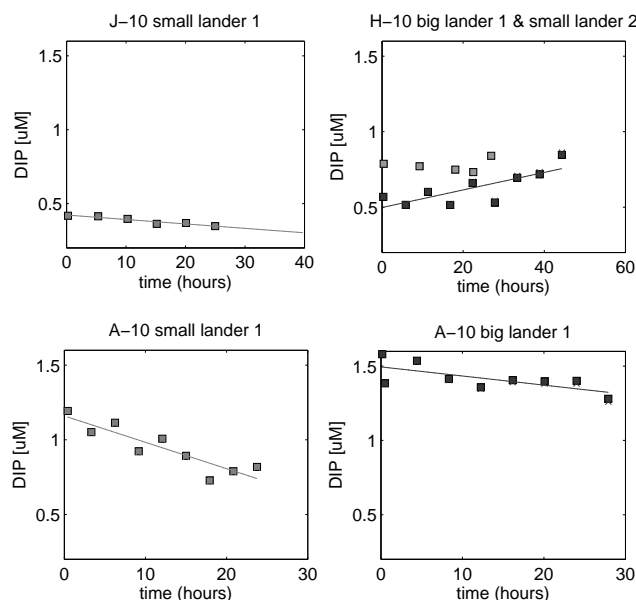 J−10 small lander 1
1.5
1
0.5
DIP [uM]
0 10 20 30 40
time (hours)
H−10 big lander 1 & small lander 2
1.5
1
0.5
DIP [uM]
0 20 40 60
time (hours)
A−10 small lander 1
1.5
1
0.5
DIP [uM]
0 10 20 30
time (hours)
A−10 big lander 1
1.5
1
0.5
DIP [uM]
0 10 20 30
time (hours)